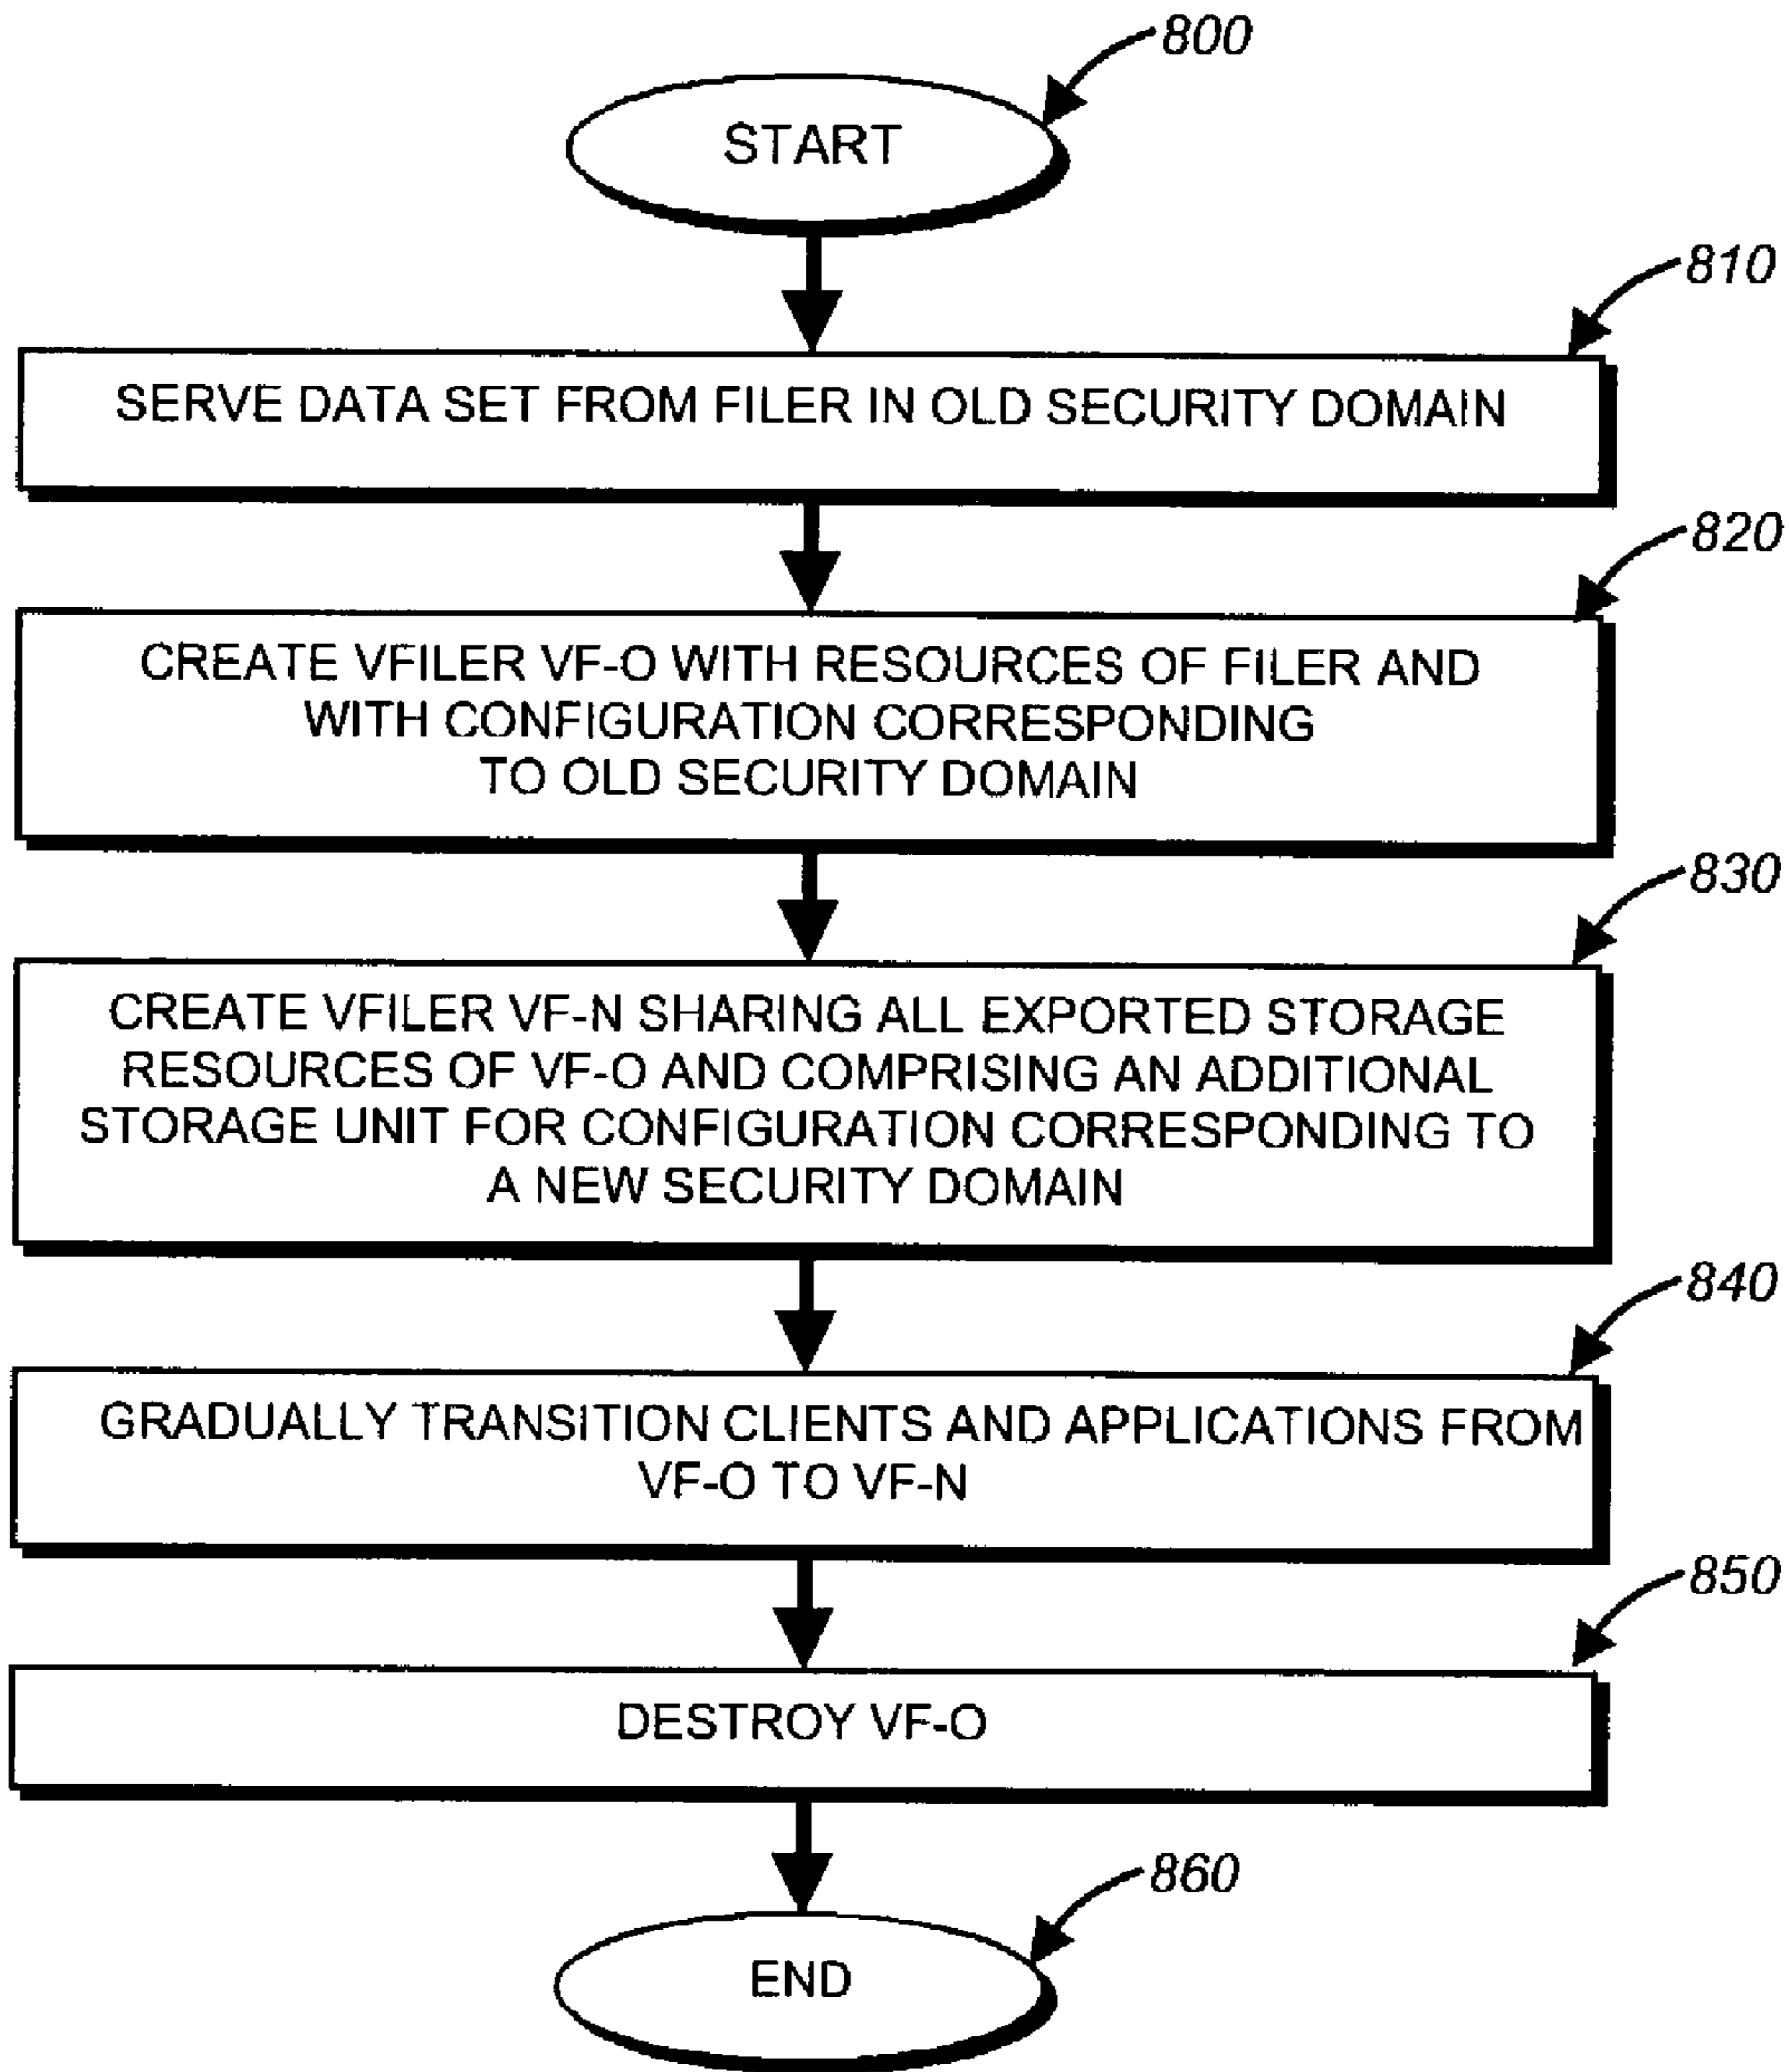 800
START
810
SERVE DATA SET FROM FILER IN OLD SECURITY DOMAIN
820
CREATE VFILER VF-O WITH RESOURCES OF FILER AND
WITH CONFIGURATION CORRESPONDING
TO OLD SECURITY DOMAIN
830
CREATE VFILER VF-N SHARING ALL EXPORTED STORAGE
RESOURCES OF VF-O AND COMPRISING AN ADDITIONAL
STORAGE UNIT FOR CONFIGURATION CORRESPONDING TO
A NEW SECURITY DOMAIN
840
GRADUALLY TRANSITION CLIENTS AND APPLICATIONS FROM
VF-O TO VF-N
850
DESTROY VF-O
860
END